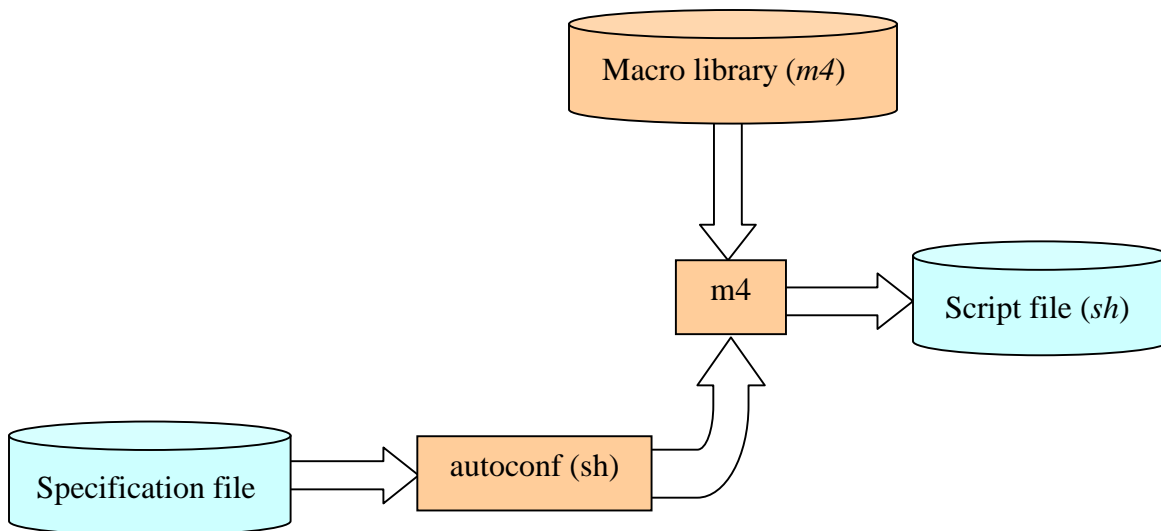 Macro library (m4)
m4
Script file (sh)
autoconf (sh)
Specification file